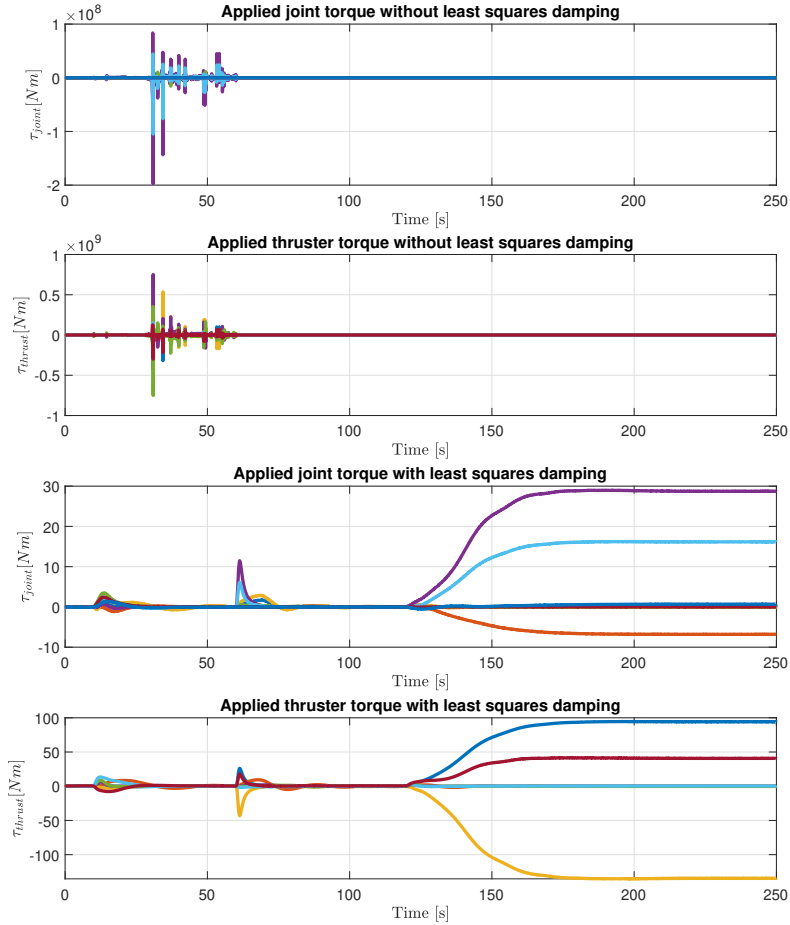 Applied joint torque without least squares damping
×10^8
1
0
-1
-2
τ_joint[Nm]
0 50 100 150 200 250
Time [s]
Applied thruster torque without least squares damping
×10^9
1
0.5
0
-0.5
-1
τ_thrust[Nm]
0 50 100 150 200 250
Time [s]
Applied joint torque with least squares damping
30
20
10
0
-10
τ_joint[Nm]
0 50 100 150 200 250
Time [s]
Applied thruster torque with least squares damping
100
50
0
-50
-100
τ_thrust[Nm]
0 50 100 150 200 250
Time [s]